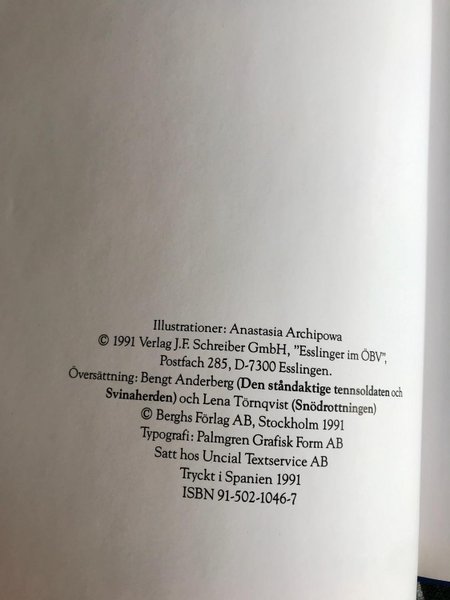 Illustrationer: Anastasia Archipowa
© 1991 Verlag J.F. Schreiber GmbH, "Esslinger im ÖBV",
Postfach 285, D-7300 Esslingen.
Översättning: Bengt Anderberg (Den ståndaktige tennsoldaten och
Svinaherden) och Lena Törnqvist (Snödrottningen)
© Berghs Förlag AB, Stockholm 1991
Typografi: Palmgren Grafisk Form AB
Satt hos Uncial Textservice AB
Tryckt i Spanien 1991
ISBN 91-502-1046-7